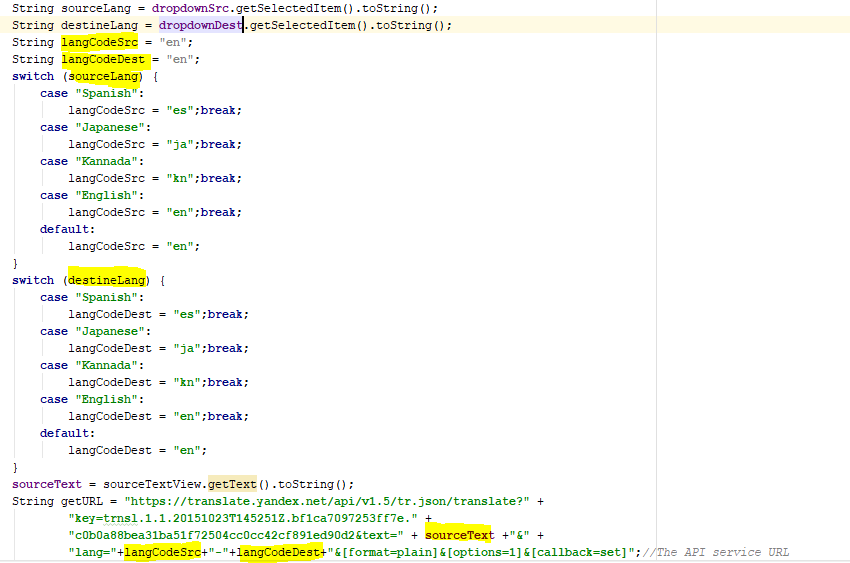 String sourceLang = dropdownSrc.getSelectedItem().toString();
String destineLang = dropdownDest.getSelectedItem().toString();
String langCodeSrc = "en";
String langCodeDest = "en";
switch (sourceLang) {
case "Spanish":
langCodeSrc = "es";break;
case "Japanese":
langCodeSrc = "ja";break;
case "Kannada":
langCodeSrc = "kn";break;
case "English":
langCodeSrc = "en";break;
default:
langCodeSrc = "en";
}
switch (destineLang) {
case "Spanish":
langCodeDest = "es";break;
case "Japanese":
langCodeDest = "ja";break;
case "Kannada":
langCodeDest = "kn";break;
case "English":
langCodeDest = "en";break;
default:
langCodeDest = "en";
}
sourceText = sourceTextView.getText().toString();
String getURL = "https://translate.yandex.net/api/v1.5/tr.json/translate?" +
"key=trnsl.1.1.20151023T145251Z.bf1ca7097253ff7e." +
"c0b0a88bea31ba51f72504cc0cc42cf891ed90d2&text=" + sourceText +"&" +
"lang="+langCodeSrc+"-"+langCodeDest+"&[format=plain]&[options=1]&[callback=set]";//The API service URL